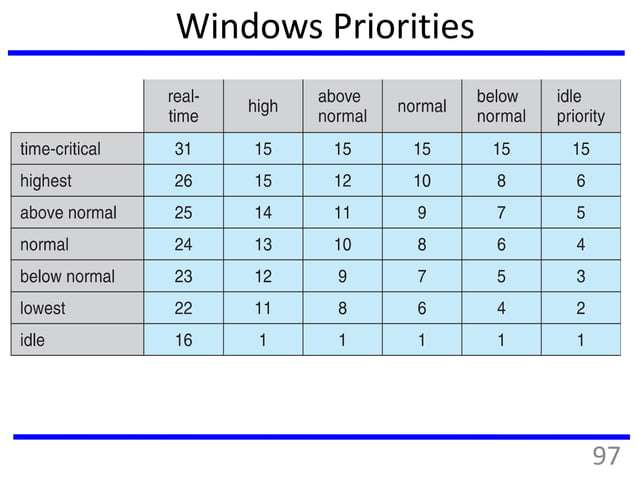 Windows Priorities
real-time high above normal normal below normal idle priority
time-critical 31 15 15 15 15 15
highest 26 15 12 10 8 6
above normal 25 14 11 9 7 5
normal 24 13 10 8 6 4
below normal 23 12 9 7 5 3
lowest 22 11 8 6 4 2
idle 16 1 1 1 1 1
97